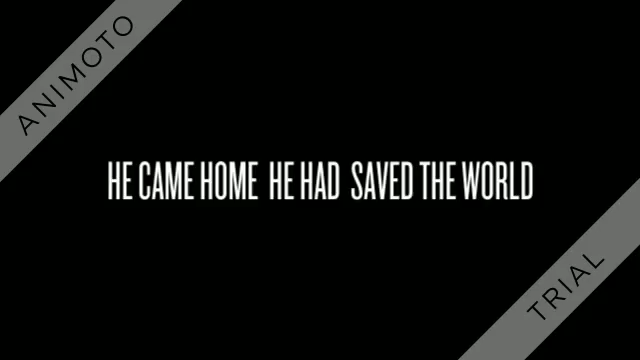 ANIMOTO
HE CAME HOME HE HAD SAVED THE WORLD
TRIAL